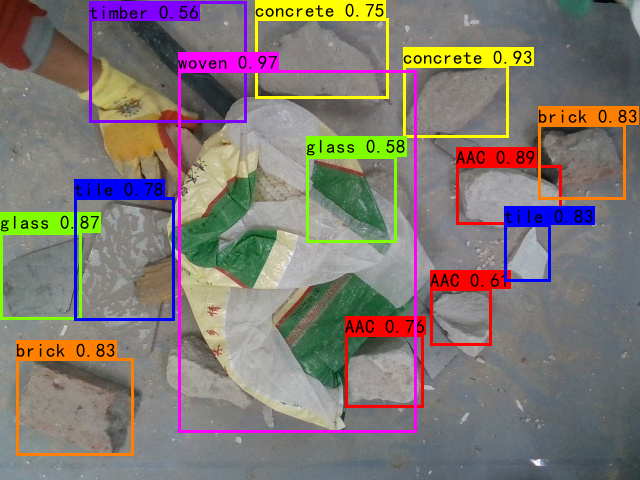 timber 0.56
concrete 0.75
woven 0.97
concrete 0.93
brick 0.83
glass 0.58
AAC 0.89
tile 0.78
tile 0.83
glass 0.87
AAC 0.61
AAC 0.76
brick 0.83